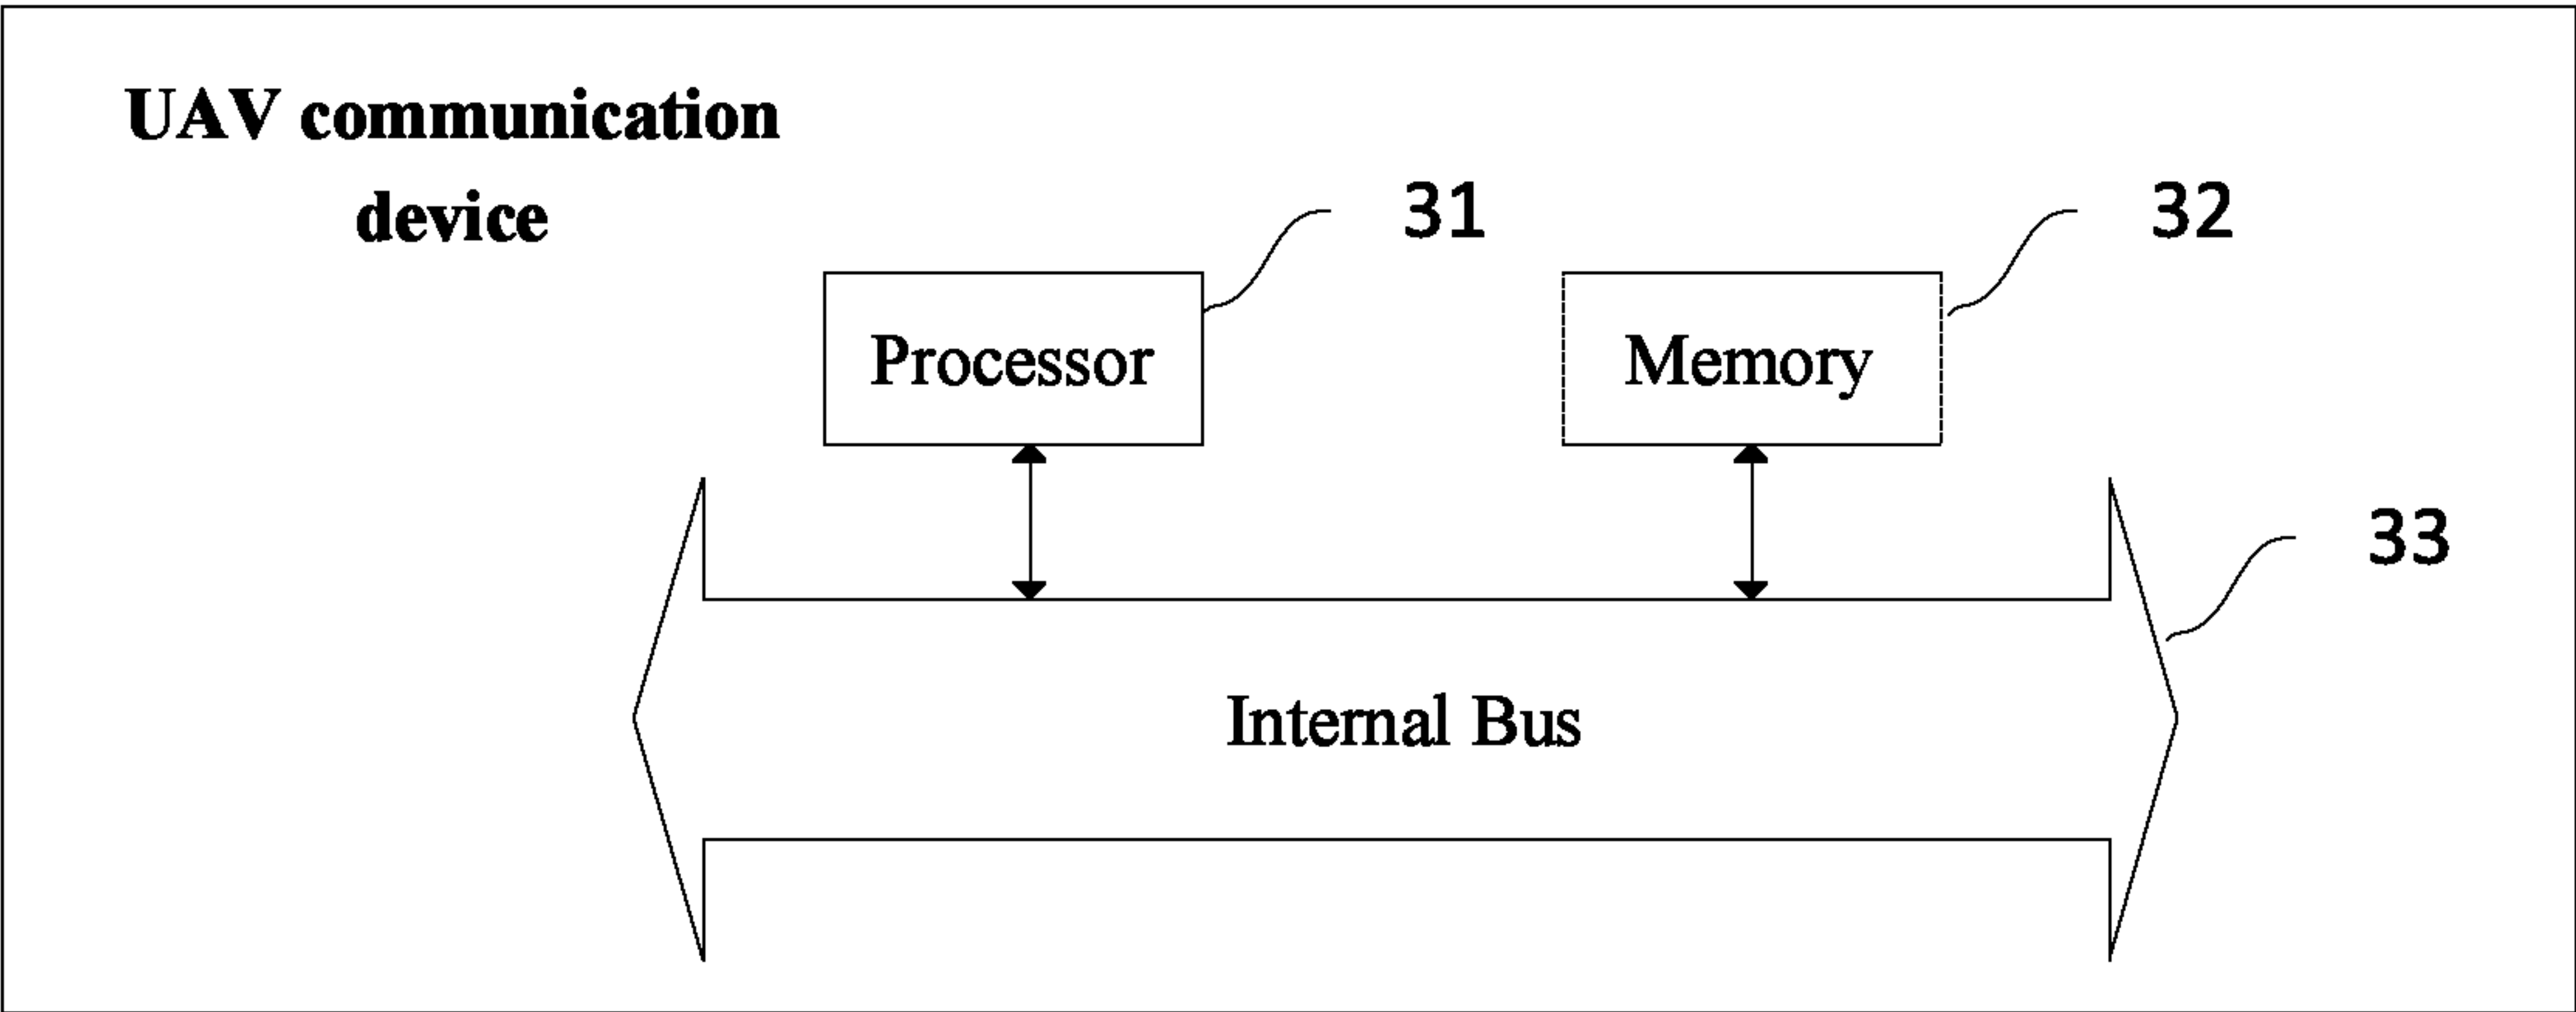 UAV communication
device
31
32
Processor
Memory
33
Internal Bus